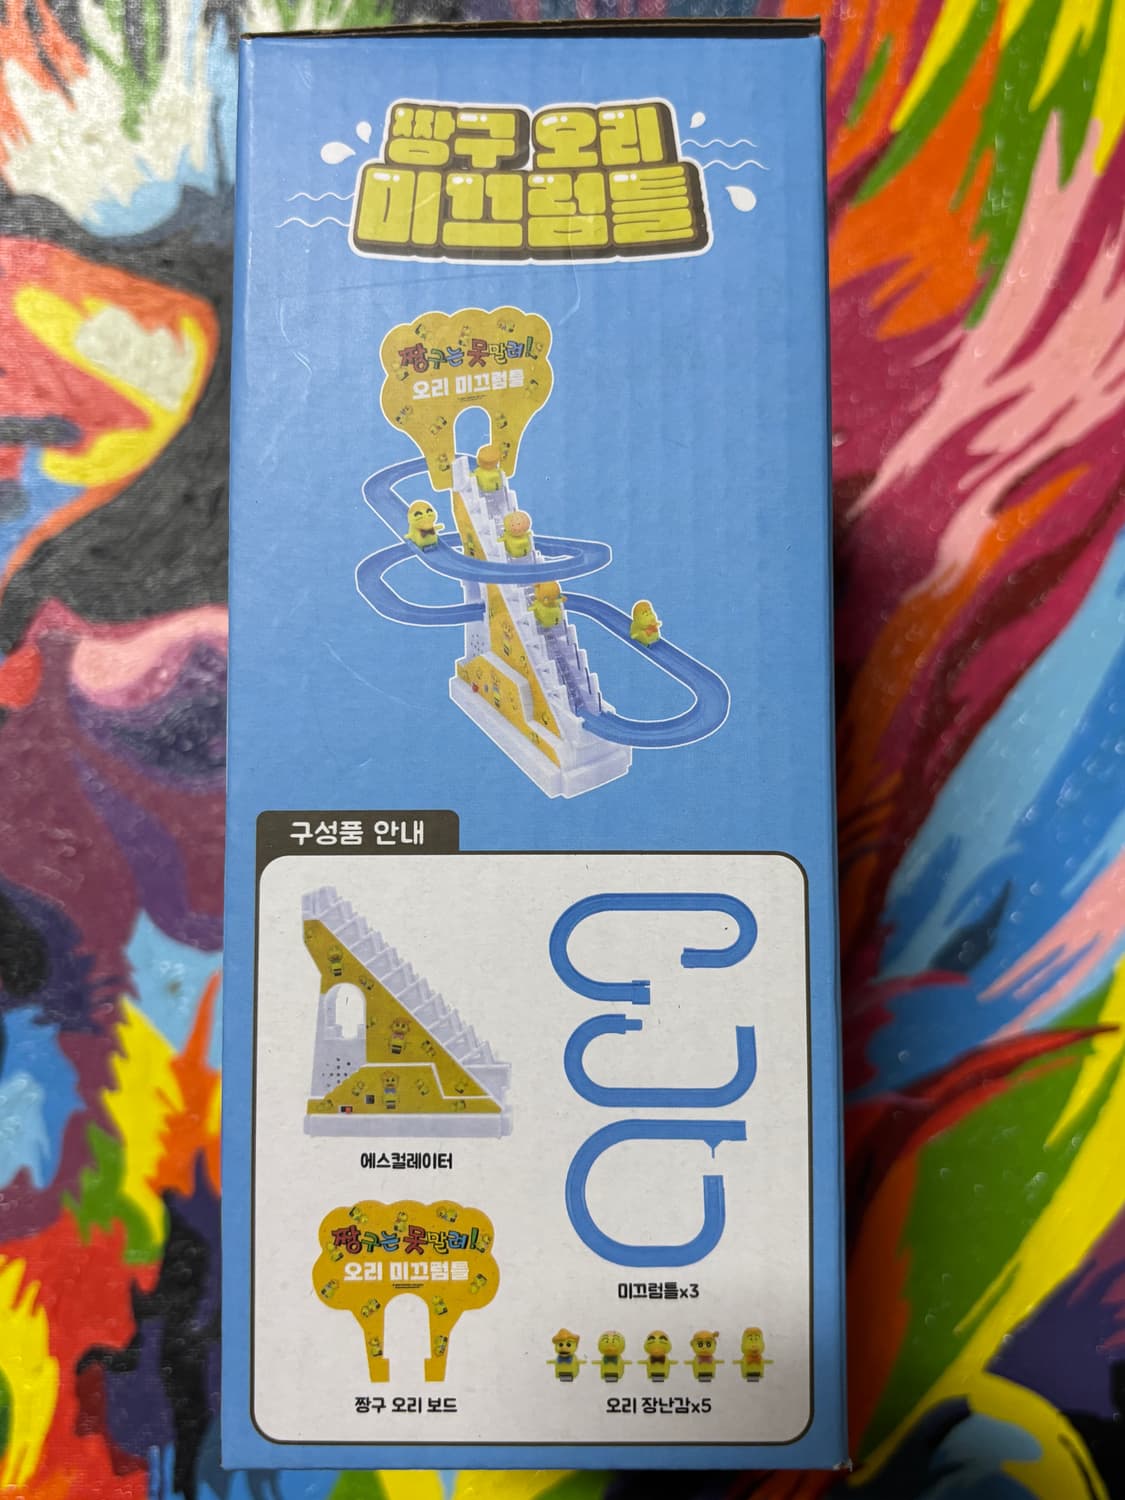 짱구 오리
미끄럼틀
짱구는 못말려!
오리 미끄럼틀
구성품 안내
에스컬레이터
짱구는 못말려!
오리 미끄럼틀
짱구 오리 보드
미끄럼틀x3
오리 장난감x5